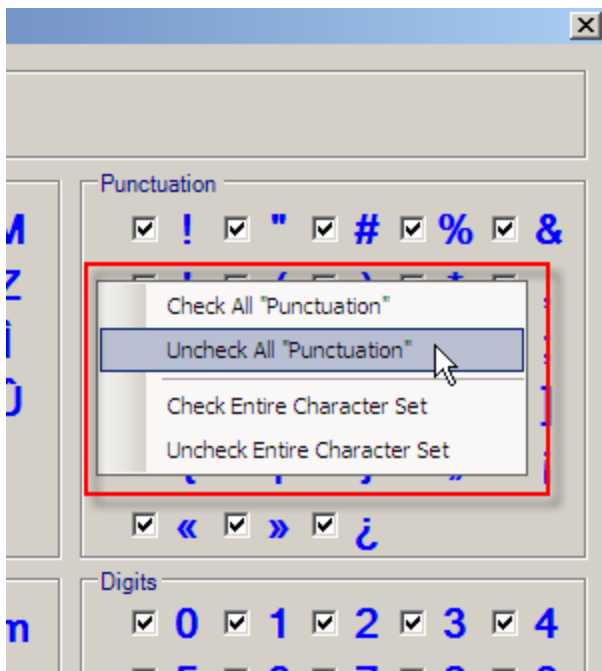 Punctuation
M ! " # % &
Z
Check All "Punctuation"
Î
Uncheck All "Punctuation"
Û ]
Check Entire Character Set
Uncheck Entire Character Set
« » ¿
Digits
m 0 1 2 3 4